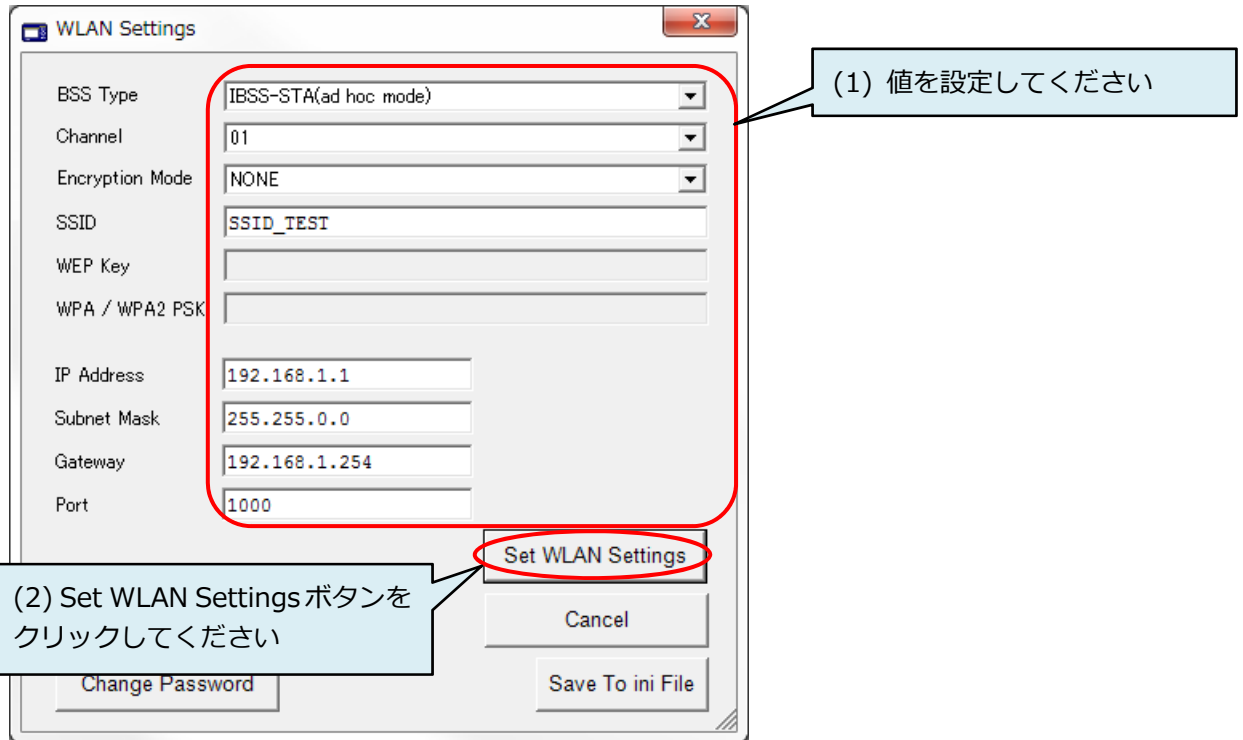 WLAN Settings
(1) 値を設定してください
BSS Type IBSS-STA(ad hoc mode)
Channel 01
Encryption Mode NONE
SSID SSID_TEST
WEP Key
WPA / WPA2 PSK
IP Address 192.168.1.1
Subnet Mask 255.255.0.0
Gateway 192.168.1.254
Port 1000
Set WLAN Settings
(2) Set WLAN Settingsボタンを
クリックしてください
Cancel
Change Password
Save To ini File